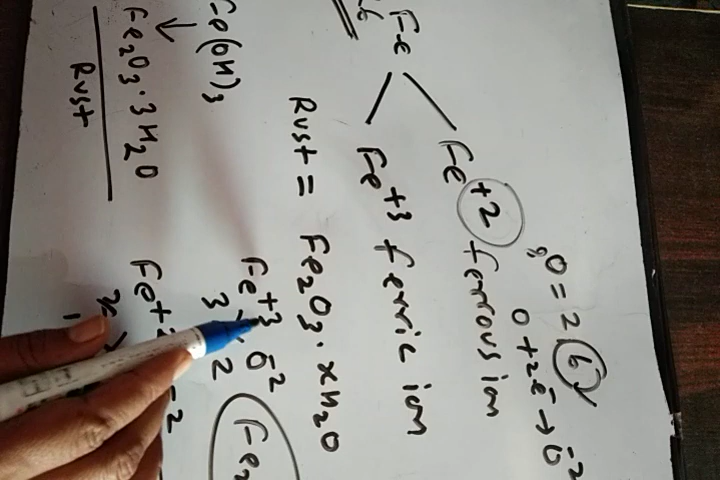 ₈O = 2,6
O + 2e⁻ → O⁻²
Fe⁺² ferrous ion
Fe
Fe⁺³ ferric ion
Rust = Fe₂O₃·xH₂O
Fe⁺³ O⁻²
3 2
Fe(OH)₃
↓
Fe₂O₃·3H₂O
Rust